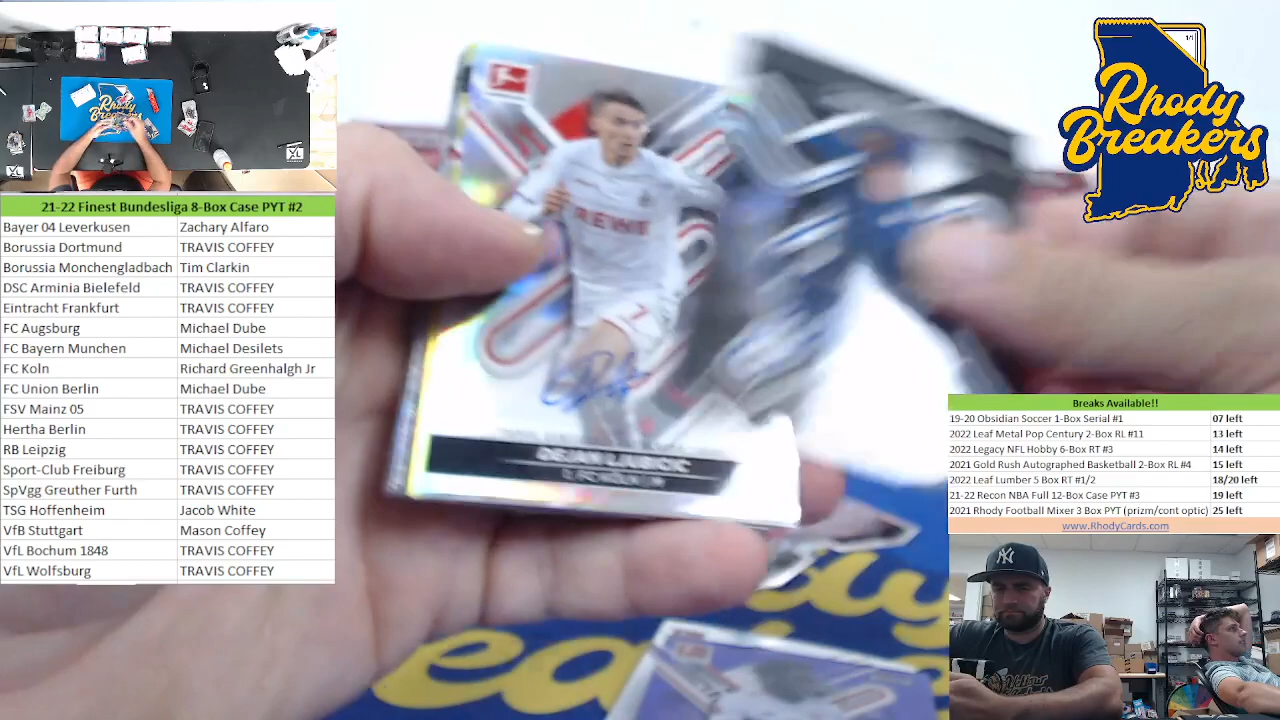 21-22 Finest Bundesliga 8-Box Case PYT #2
Bayer 04 Leverkusen Zachary Alfaro
Borussia Dortmund TRAVIS COFFEY
Borussia Monchengladbach Tim Clarkin
DSC Arminia Bielefeld TRAVIS COFFEY
Eintracht Frankfurt TRAVIS COFFEY
FC Augsburg Michael Dube
FC Bayern Munchen Michael Desilets
FC Koln Richard Greenhalgh Jr
FC Union Berlin Michael Dube
FSV Mainz 05 TRAVIS COFFEY
Hertha Berlin TRAVIS COFFEY
RB Leipzig TRAVIS COFFEY
Sport-Club Freiburg TRAVIS COFFEY
SpVgg Greuther Furth TRAVIS COFFEY
TSG Hoffenheim Jacob White
VfB Stuttgart Mason Coffey
VfL Bochum 1848 TRAVIS COFFEY
VfL Wolfsburg TRAVIS COFFEY
Rhody
Breakers
REWE
7
DEJAN LJUBICIC
1. FC KÖLN
Rhody
Breakers
1/1
Breaks Available!!
19-20 Obsidian Soccer 1-Box Serial #1 07 left
2022 Leaf Metal Pop Century 2-Box RL #11 13 left
2022 Legacy NFL Hobby 6-Box RT #3 14 left
2021 Gold Rush Autographed Basketball 2-Box RL #4 15 left
2022 Leaf Lumber 5 Box RT #1/2 18/20 left
21-22 Recon NBA Full 12-Box Case PYT #3 19 left
2021 Rhody Football Mixer 3 Box PYT (prizm/cont optic) 25 left
www.RhodyCards.com
NY